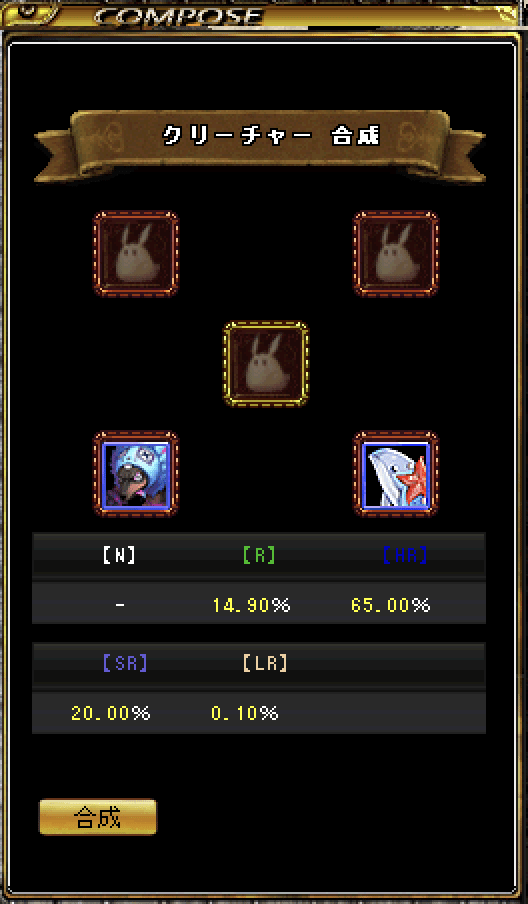 COMPOSE
クリーチャー 合成
[N] [R] [HR]
- 14.90% 65.00%
[SR] [LR]
20.00% 0.10%
合成